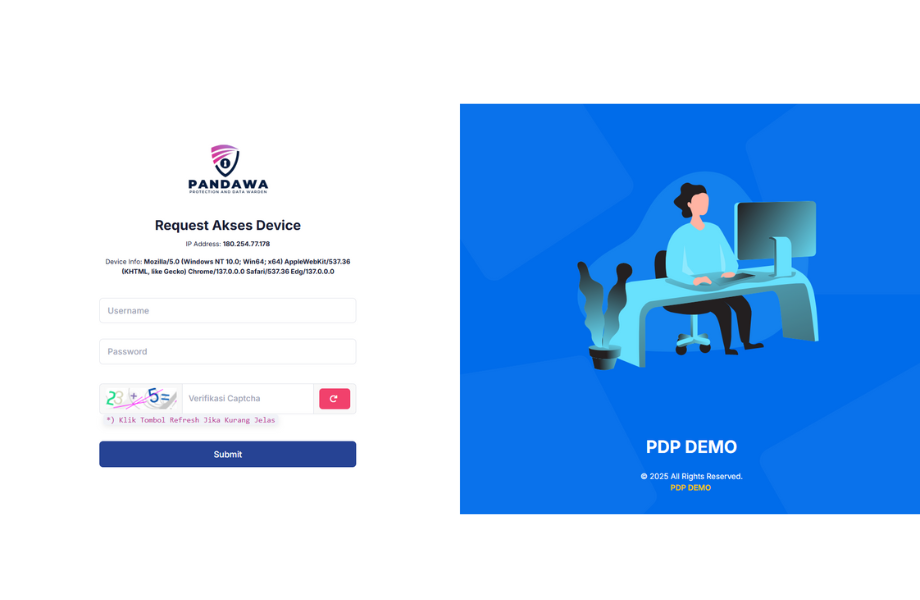 PANDAWA
PROTECTION AND DATA WARDEN
Request Akses Device
IP Address: 180.254.77.178
Device Info: Mozilla/5.0 (Windows NT 10.0; Win64; x64) AppleWebKit/537.36
(KHTML, like Gecko) Chrome/137.0.0.0 Safari/537.36 Edg/137.0.0.0
Username
Password
23 + 5=
Verifikasi Captcha
*) Klik Tombol Refresh Jika Kurang Jelas
Submit
PDP DEMO
© 2025 All Rights Reserved.
PDP DEMO